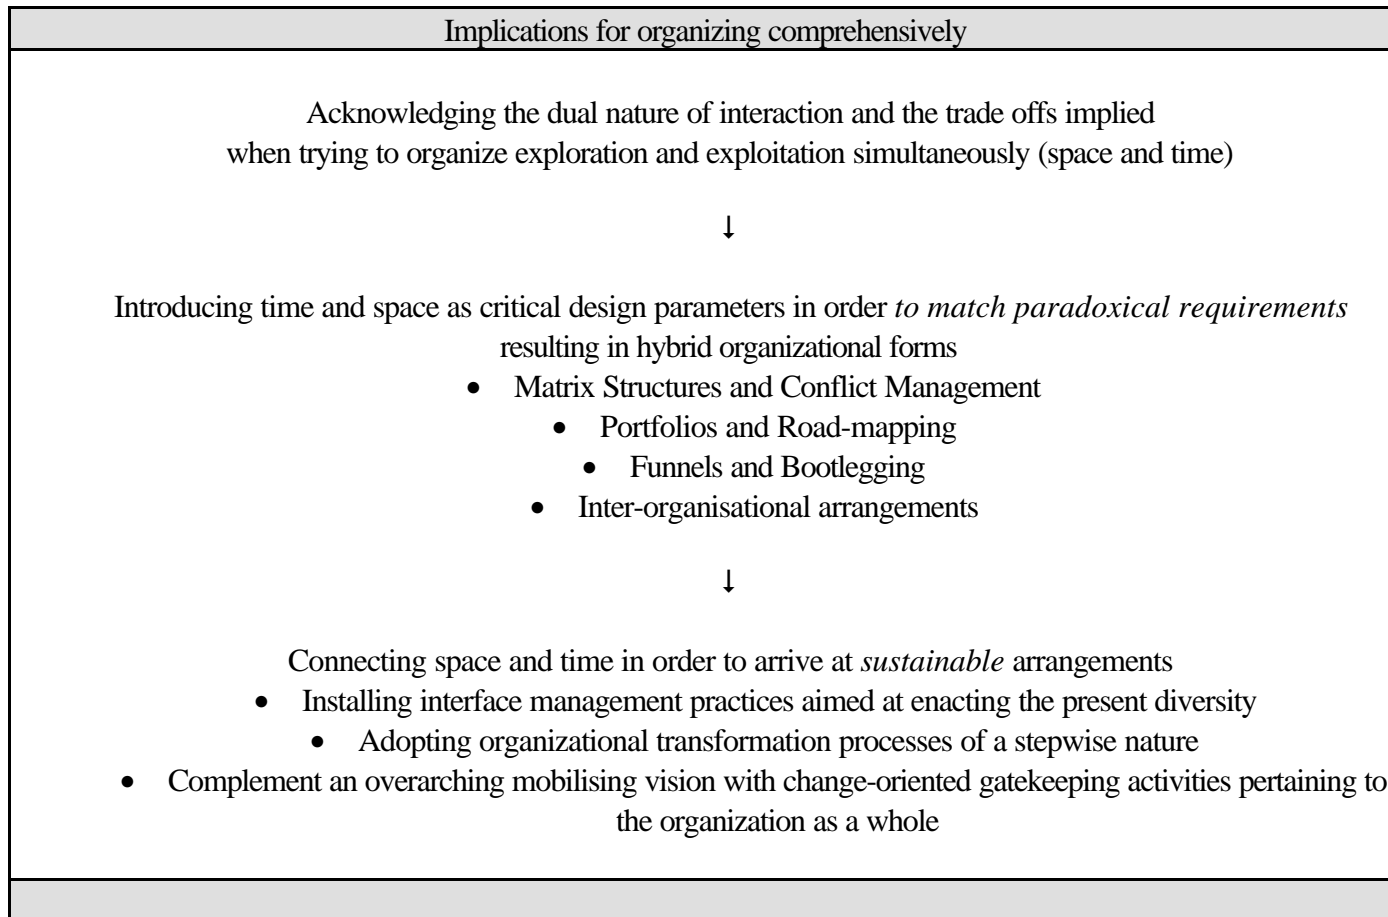 Implications for organizing comprehensively
Acknowledging the dual nature of interaction and the trade offs implied
when trying to organize exploration and exploitation simultaneously (space and time)
↓
Introducing time and space as critical design parameters in order to match paradoxical requirements
resulting in hybrid organizational forms
• Matrix Structures and Conflict Management
• Portfolios and Road-mapping
• Funnels and Bootlegging
• Inter-organisational arrangements
↓
Connecting space and time in order to arrive at sustainable arrangements
• Installing interface management practices aimed at enacting the present diversity
• Adopting organizational transformation processes of a stepwise nature
• Complement an overarching mobilising vision with change-oriented gatekeeping activities pertaining to
the organization as a whole